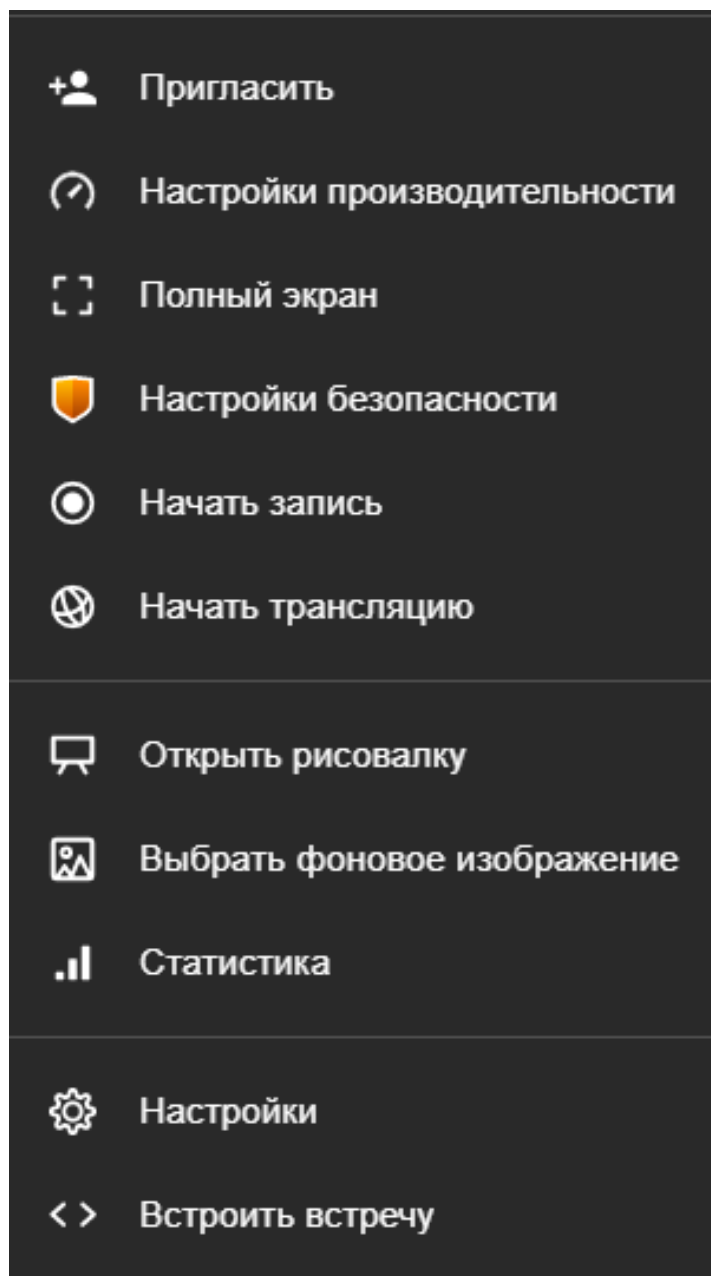 Пригласить
Настройки производительности
Полный экран
Настройки безопасности
Начать запись
Начать трансляцию
Открыть рисовалку
Выбрать фоновое изображение
Статистика
Настройки
Встроить встречу